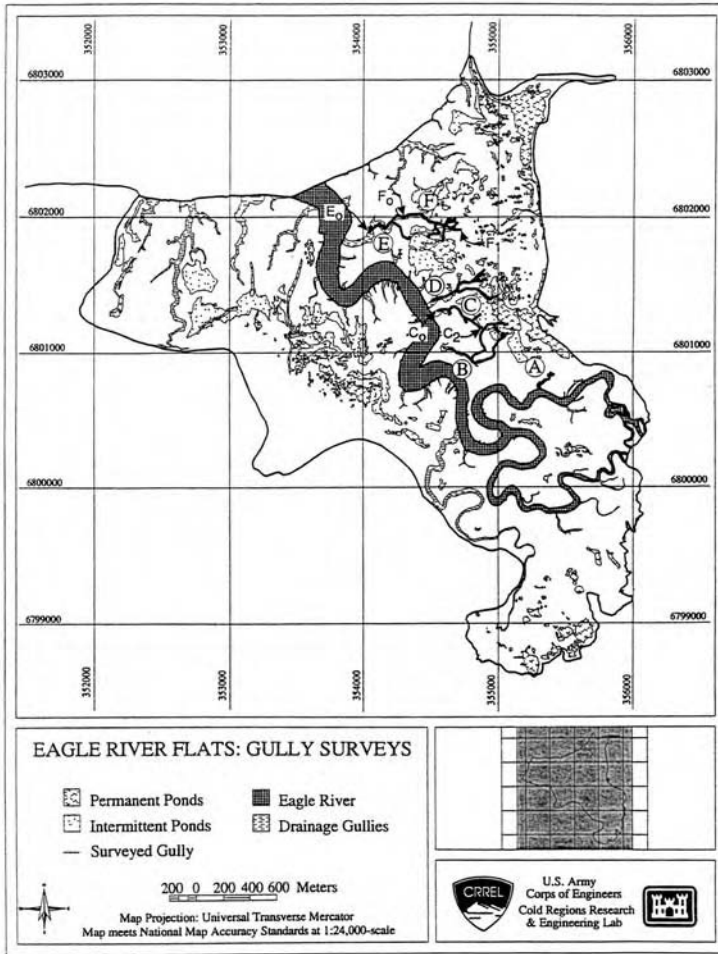 352000 353000 354000 355000 356000
6803000 6803000
F₀ F
6802000 E₀ 6802000
E
D
C
6801000 C₀ C₂ 6801000
B A
6800000 6800000
6799000 6799000
352000 353000 354000 355000 356000
EAGLE RIVER FLATS: GULLY SURVEYS
Permanent Ponds Eagle River
Intermittent Ponds Drainage Gullies
Surveyed Gully
200 0 200 400 600 Meters
Map Projection: Universal Transverse Mercator
Map meets National Map Accuracy Standards at 1:24,000-scale
CRREL
U.S. Army
Corps of Engineers
Cold Regions Research
& Engineering Lab